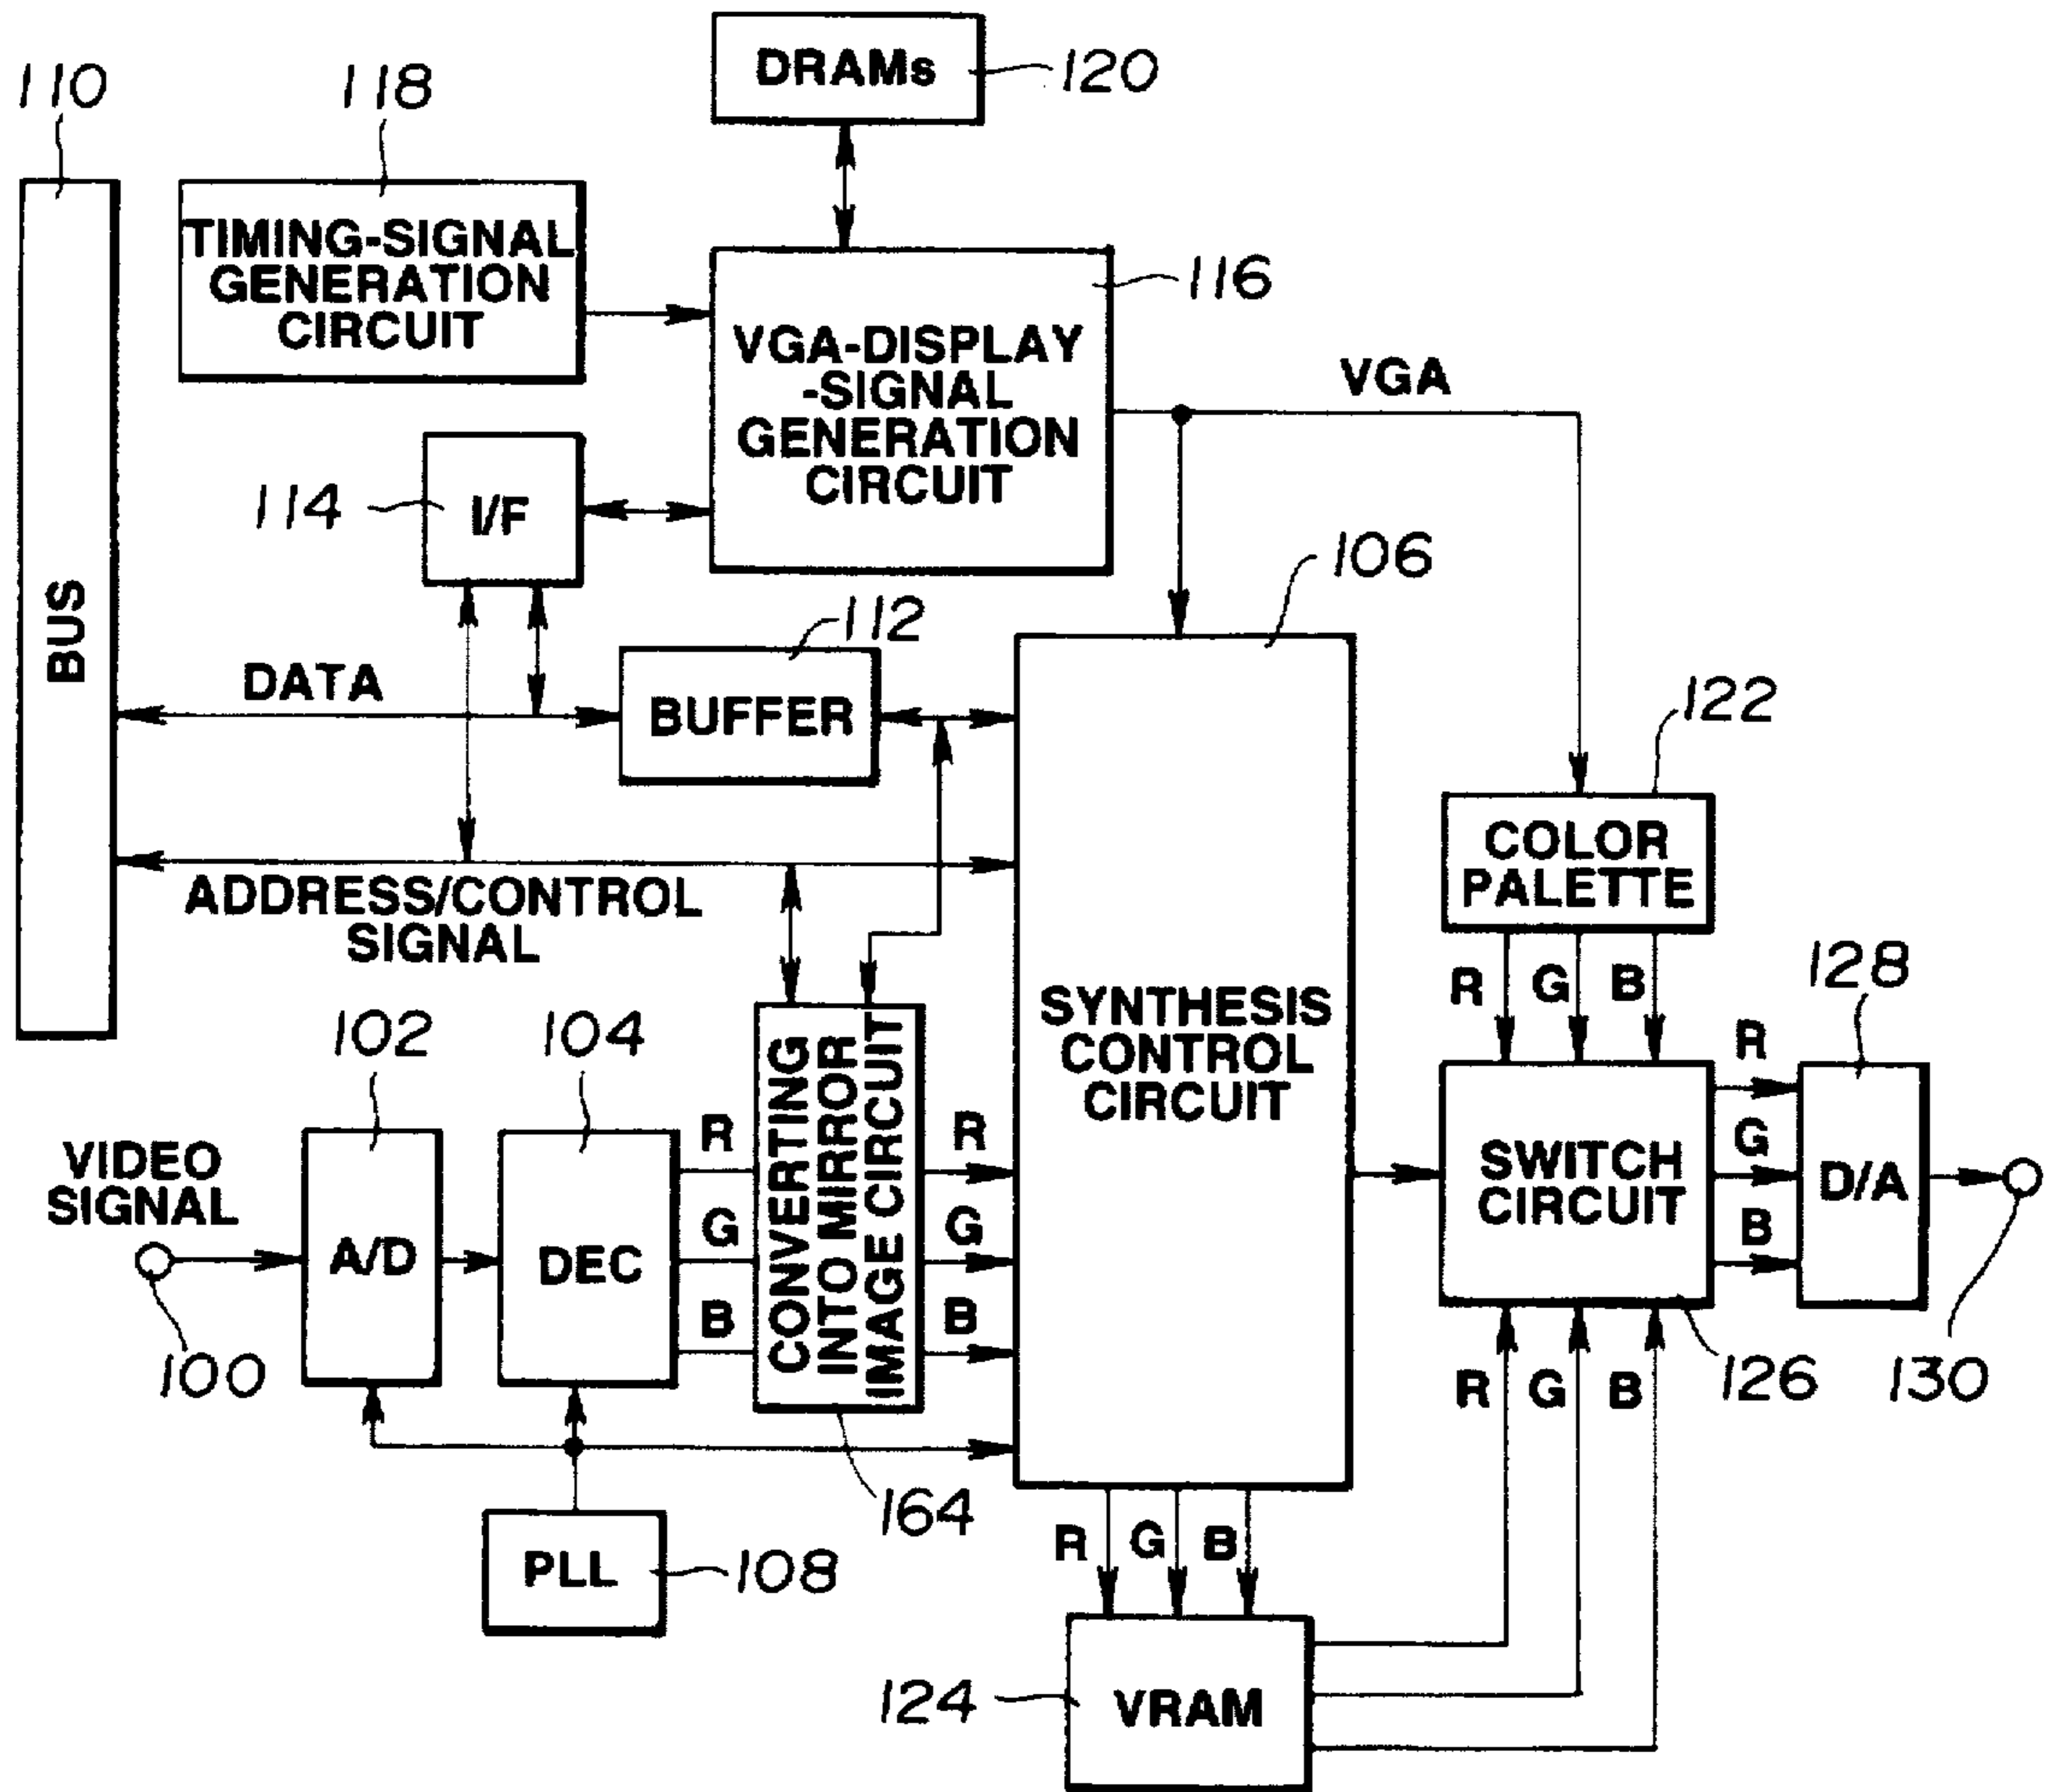 DRAMs
120
110
118
TIMING-SIGNAL
GENERATION
CIRCUIT
116
VGA-DISPLAY
-SIGNAL
GENERATION
CIRCUIT
VGA
114
I/F
106
112
BUS
DATA
BUFFER
122
COLOR
PALETTE
ADDRESS/CONTROL
SIGNAL
R G B
128
102
104
CONVERTING
INTO MIRROR
IMAGE CIRCUIT
SYNTHESIS
CONTROL
CIRCUIT
R
G
B
VIDEO
SIGNAL
A/D
DEC
R
G
B
R
G
B
SWITCH
CIRCUIT
D/A
100
R G B
126
130
164
PLL
108
R G B
124
VRAM